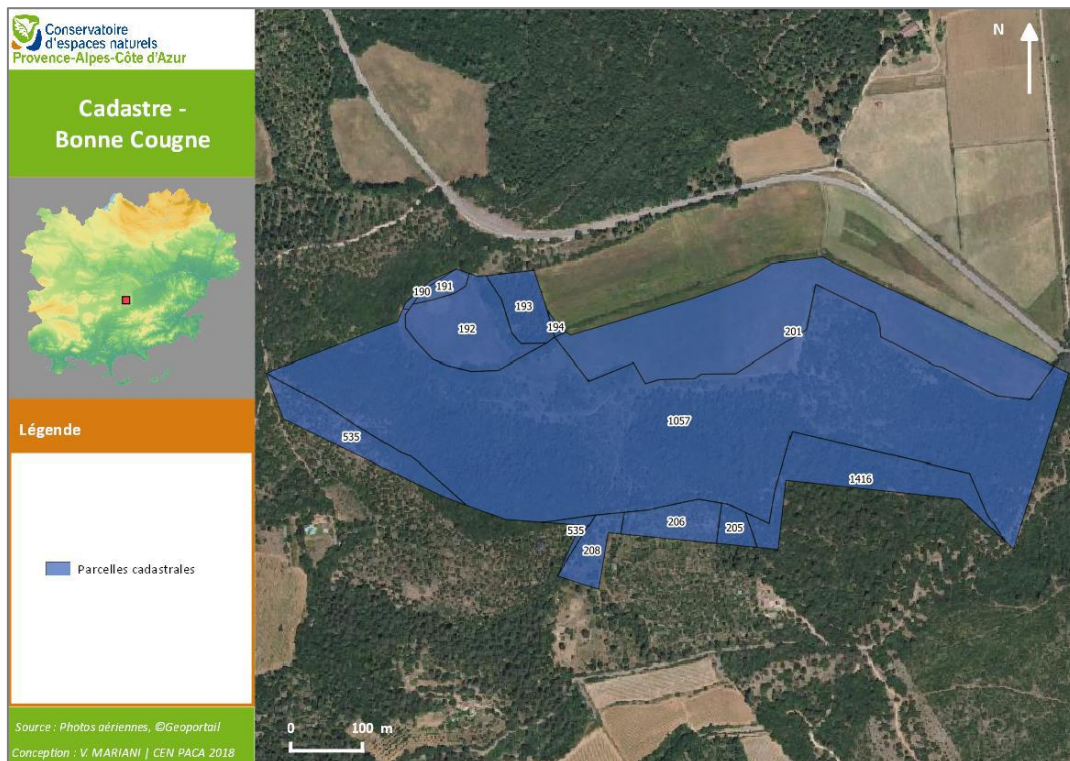 Conservatoire
d'espaces naturels
Provence-Alpes-Côte d'Azur
Cadastre -
Bonne Cougne
Légende
Parcelles cadastrales
Source : Photos aériennes, ©Geoportail
Conception : V. MARIANI | CEN PACA 2018
N
190
191
193
192
194
201
1057
535
1416
206
205
535
208
0 100 m